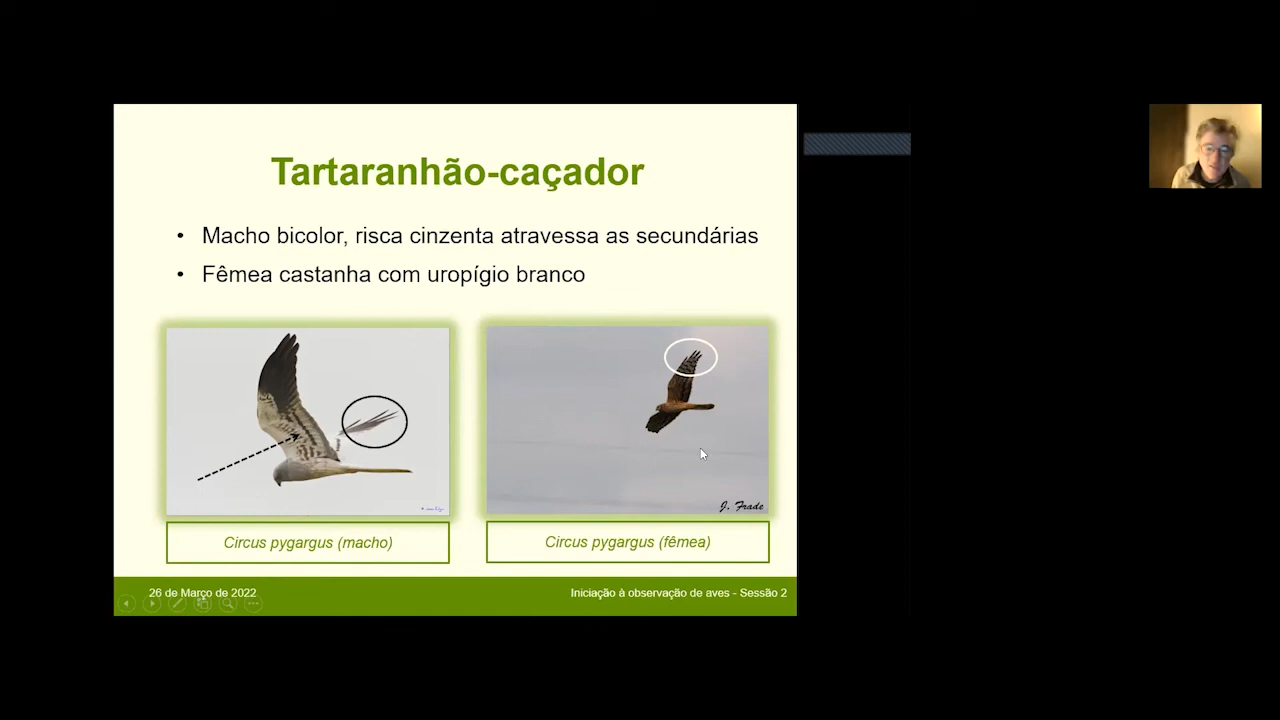 Tartaranhão-caçador
• Macho bicolor, risca cinzenta atravessa as secundárias
• Fêmea castanha com uropígio branco
J. Frade
Circus pygargus (macho)
Circus pygargus (fêmea)
26 de Março de 2022
Iniciação à observação de aves - Sessão 2